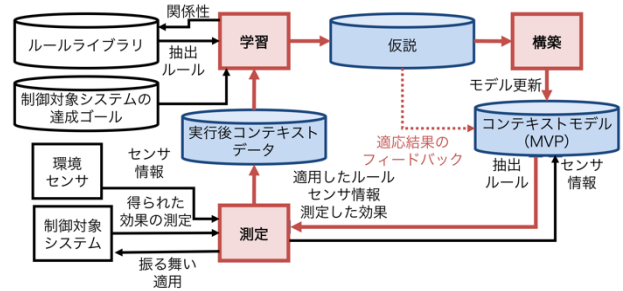 関係性
ルールライブラリ
抽出
ルール
学習
仮説
構築
モデル更新
制御対象システムの
達成ゴール
実行後コンテキスト
データ
適応結果の
フィードバック
コンテキストモデル
(MVP)
環境
センサ
センサ
情報
適用したルール
センサ情報
測定した効果
抽出
ルール
センサ
情報
得られた
効果の測定
制御対象
システム
測定
振る舞い
適用